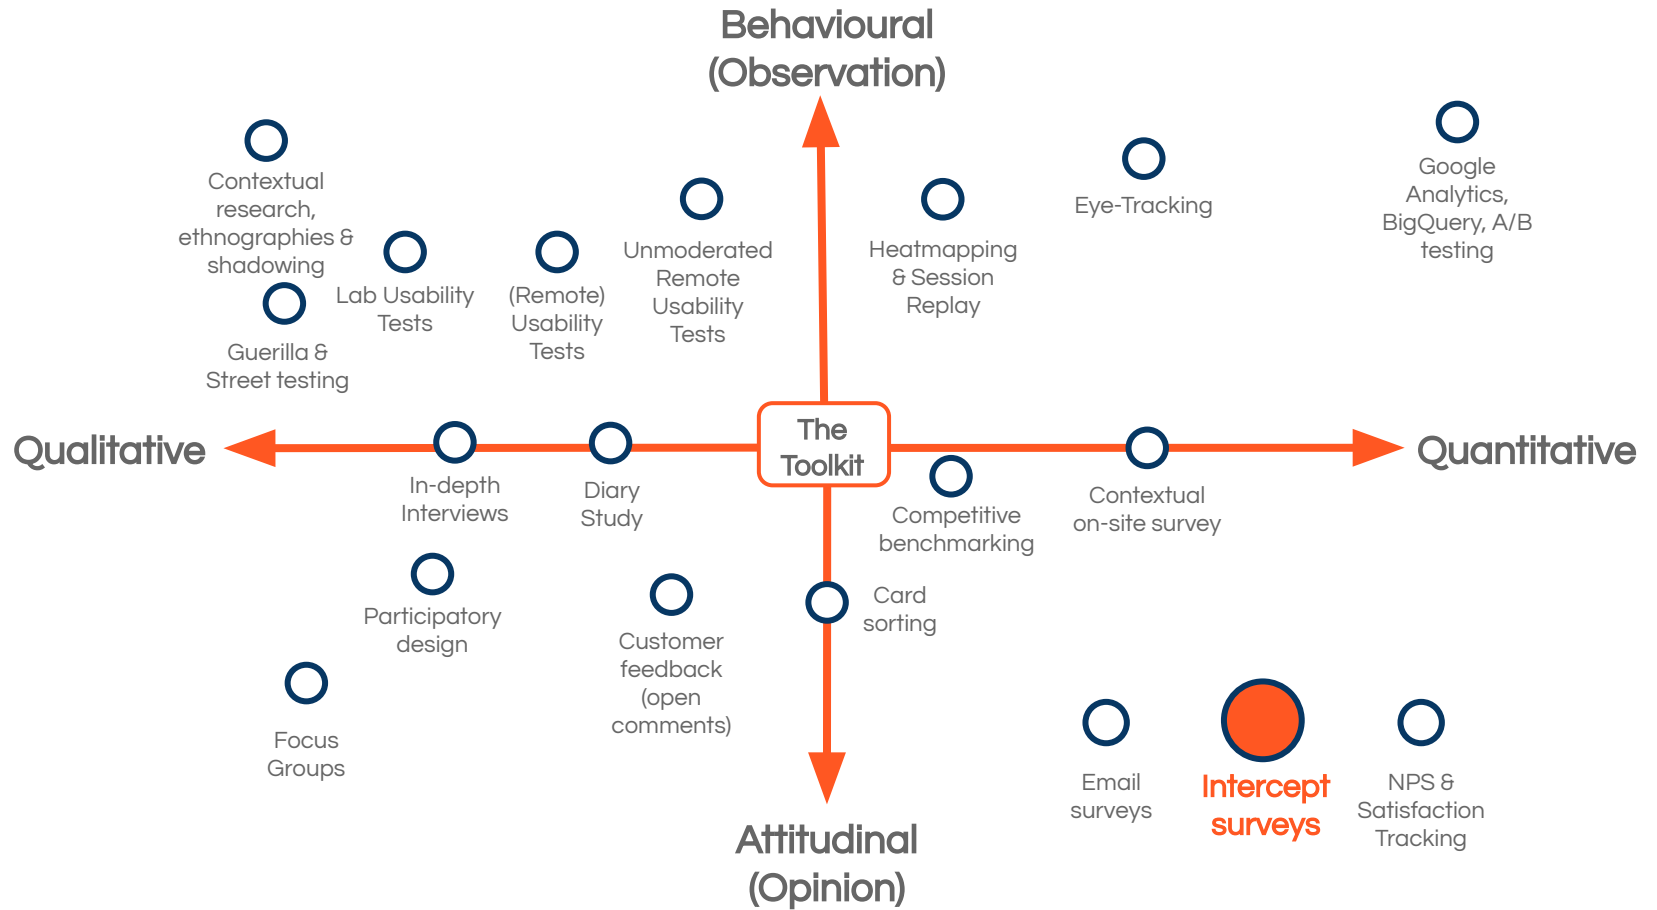 Behavioural
(Observation)
Contextual
research,
ethnographies &
shadowing
Guerilla &
Street testing
Lab Usability
Tests
(Remote)
Usability
Tests
Unmoderated
Remote
Usability
Tests
Heatmapping
& Session
Replay
Eye-Tracking
Google
Analytics,
BigQuery, A/B
testing
Qualitative
The
Toolkit
Quantitative
In-depth
Interviews
Diary
Study
Competitive
benchmarking
Contextual
on-site survey
Participatory
design
Customer
feedback
(open
comments)
Card
sorting
Focus
Groups
Email
surveys
Intercept
surveys
NPS &
Satisfaction
Tracking
Attitudinal
(Opinion)